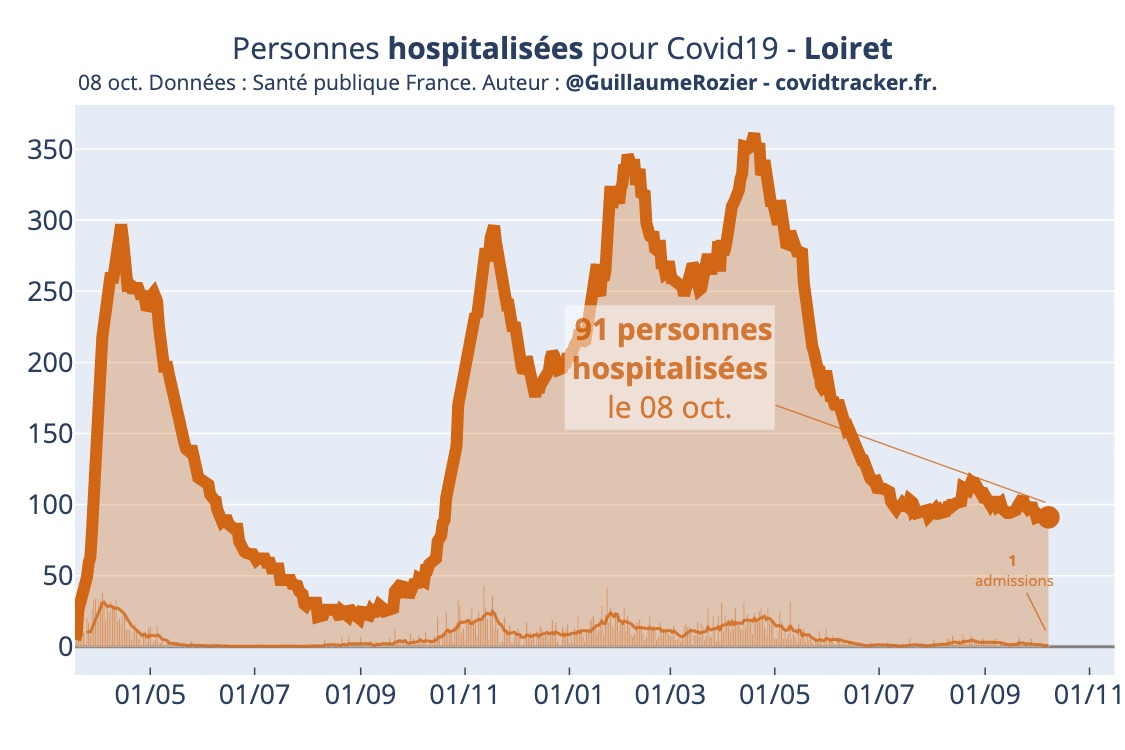 Personnes hospitalisées pour Covid19 - Loiret
08 oct. Données : Santé publique France. Auteur : @GuillaumeRozier - covidtracker.fr.
350
300
250
200
150
100
50
0
91 personnes
hospitalisées
le 08 oct.
1
admissions
01/05 01/07 01/09 01/11 01/01 01/03 01/05 01/07 01/09 01/11